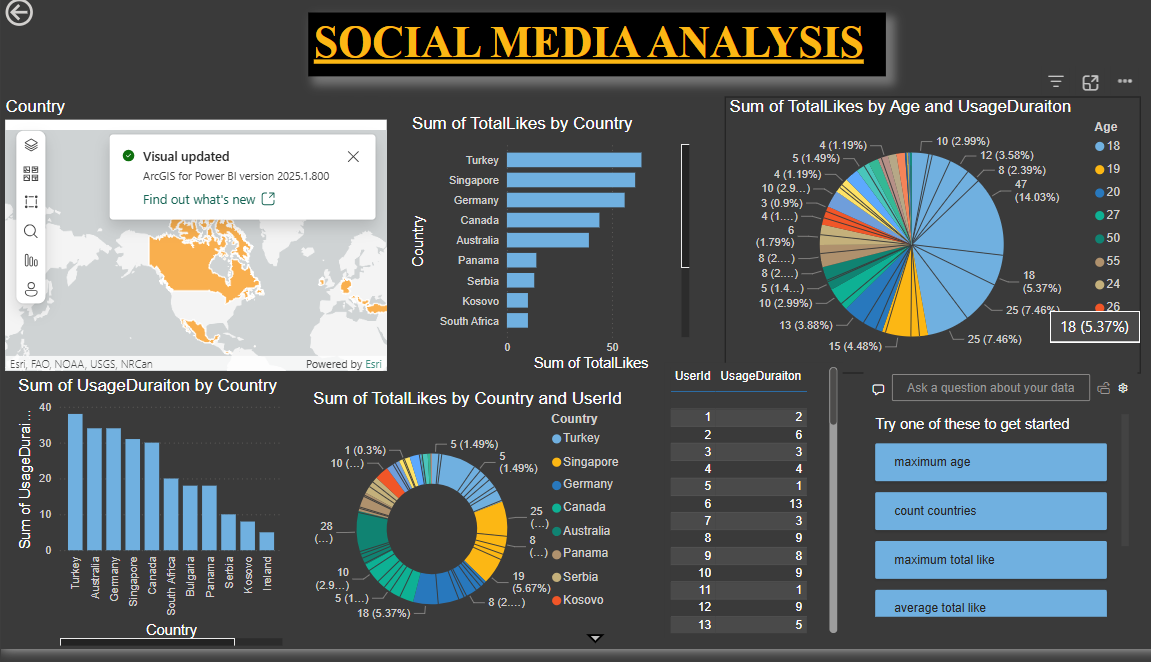 SOCIAL MEDIA ANALYSIS
Country
Visual updated
ArcGIS for Power BI version 2025.1.800
Find out what's new
Esri, FAO, NOAA, USGS, NRCan
Powered by Esri
Sum of TotalLikes by Country
Country
Turkey
Singapore
Germany
Canada
Australia
Panama
Serbia
Kosovo
South Africa
0
50
Sum of TotalLikes
Sum of TotalLikes by Age and UsageDuraiton
4 (1.19%)
5 (1.49%)
4 (1.19%)
10 (2.9...)
3 (0.9%)
4 (1....)
6
(1.79%)
8 (2....)
8 (2....)
5 (1.4...)
10 (2.99%)
13 (3.88%)
15 (4.48%)
10 (2.99%)
12 (3.58%)
8 (2.39%)
47
(14.03%)
18
(5.37%)
25 (7.46%)
25 (7.46%)
18 (5.37%)
Age
18
19
20
27
50
55
24
26
Sum of UsageDuraiton by Country
Sum of UsageDurai...
40
30
20
10
0
Turkey
Australia
Germany
Singapore
Canada
South Africa
Bulgaria
Panama
Serbia
Kosovo
Ireland
Country
Sum of TotalLikes by Country and UserId
1 (0.3%)
10 (...)
28
(...)
10
(2.9...)
5 (1...)
18 (5.37%)
5 (1.49%)
5
(1.49%)
25
(...)
8
(...)
19
(5.67%)
8 (2....)
Country
Turkey
Singapore
Germany
Canada
Australia
Panama
Serbia
Kosovo
UserId UsageDuraiton
1 2
2 6
3 3
4 4
5 1
6 13
7 3
8 9
9 8
10 9
11 1
12 9
13 5
Ask a question about your data
Try one of these to get started
maximum age
count countries
maximum total like
average total like